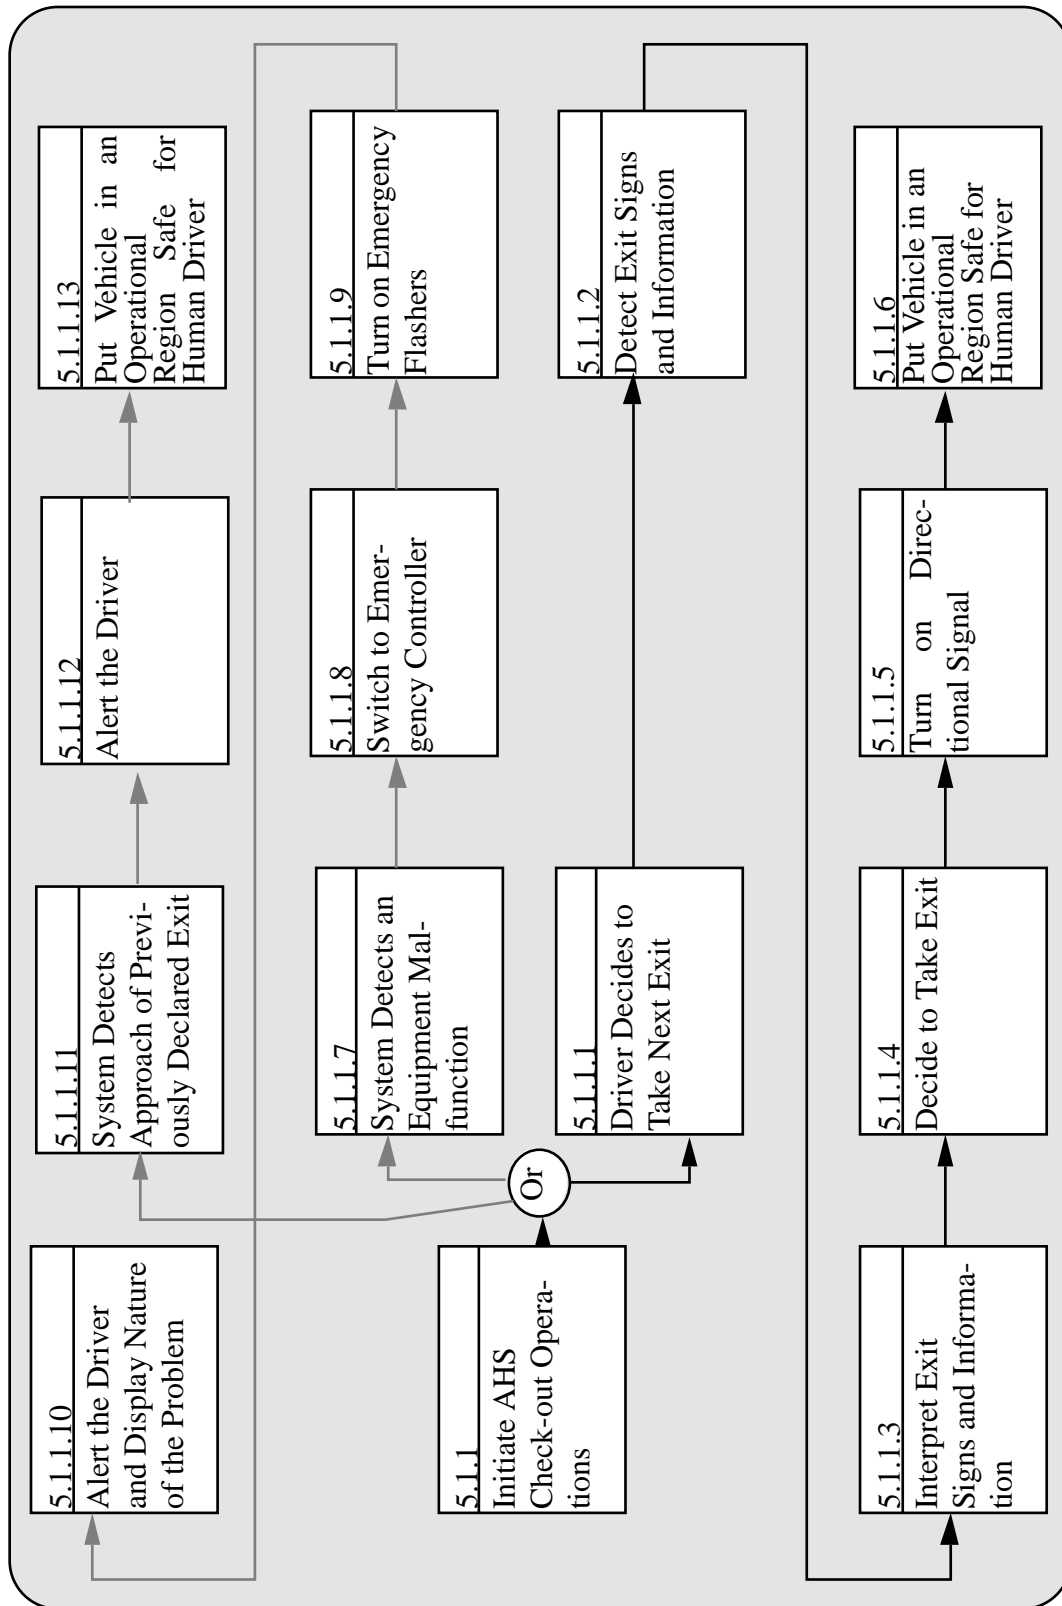 5.1.1.10
Alert the Driver
and Display Nature
of the Problem
5.1.1.11
System Detects
Approach of Previ-
ously Declared Exit
5.1.1.12
Alert the Driver
5.1.1.13
Put Vehicle in an
Operational
Region Safe for
Human Driver
5.1.1.7
System Detects an
Equipment Mal-
function
5.1.1.8
Switch to Emer-
gency Controller
5.1.1.9
Turn on Emergency
Flashers
5.1.1
Initiate AHS
Check-out Opera-
tions
Or
5.1.1.1
Driver Decides to
Take Next Exit
5.1.1.2
Detect Exit Signs
and Information
5.1.1.3
Interpret Exit
Signs and Informa-
tion
5.1.1.4
Decide to Take Exit
5.1.1.5
Turn on Direc-
tional Signal
5.1.1.6
Put Vehicle in an
Operational
Region Safe for
Human Driver